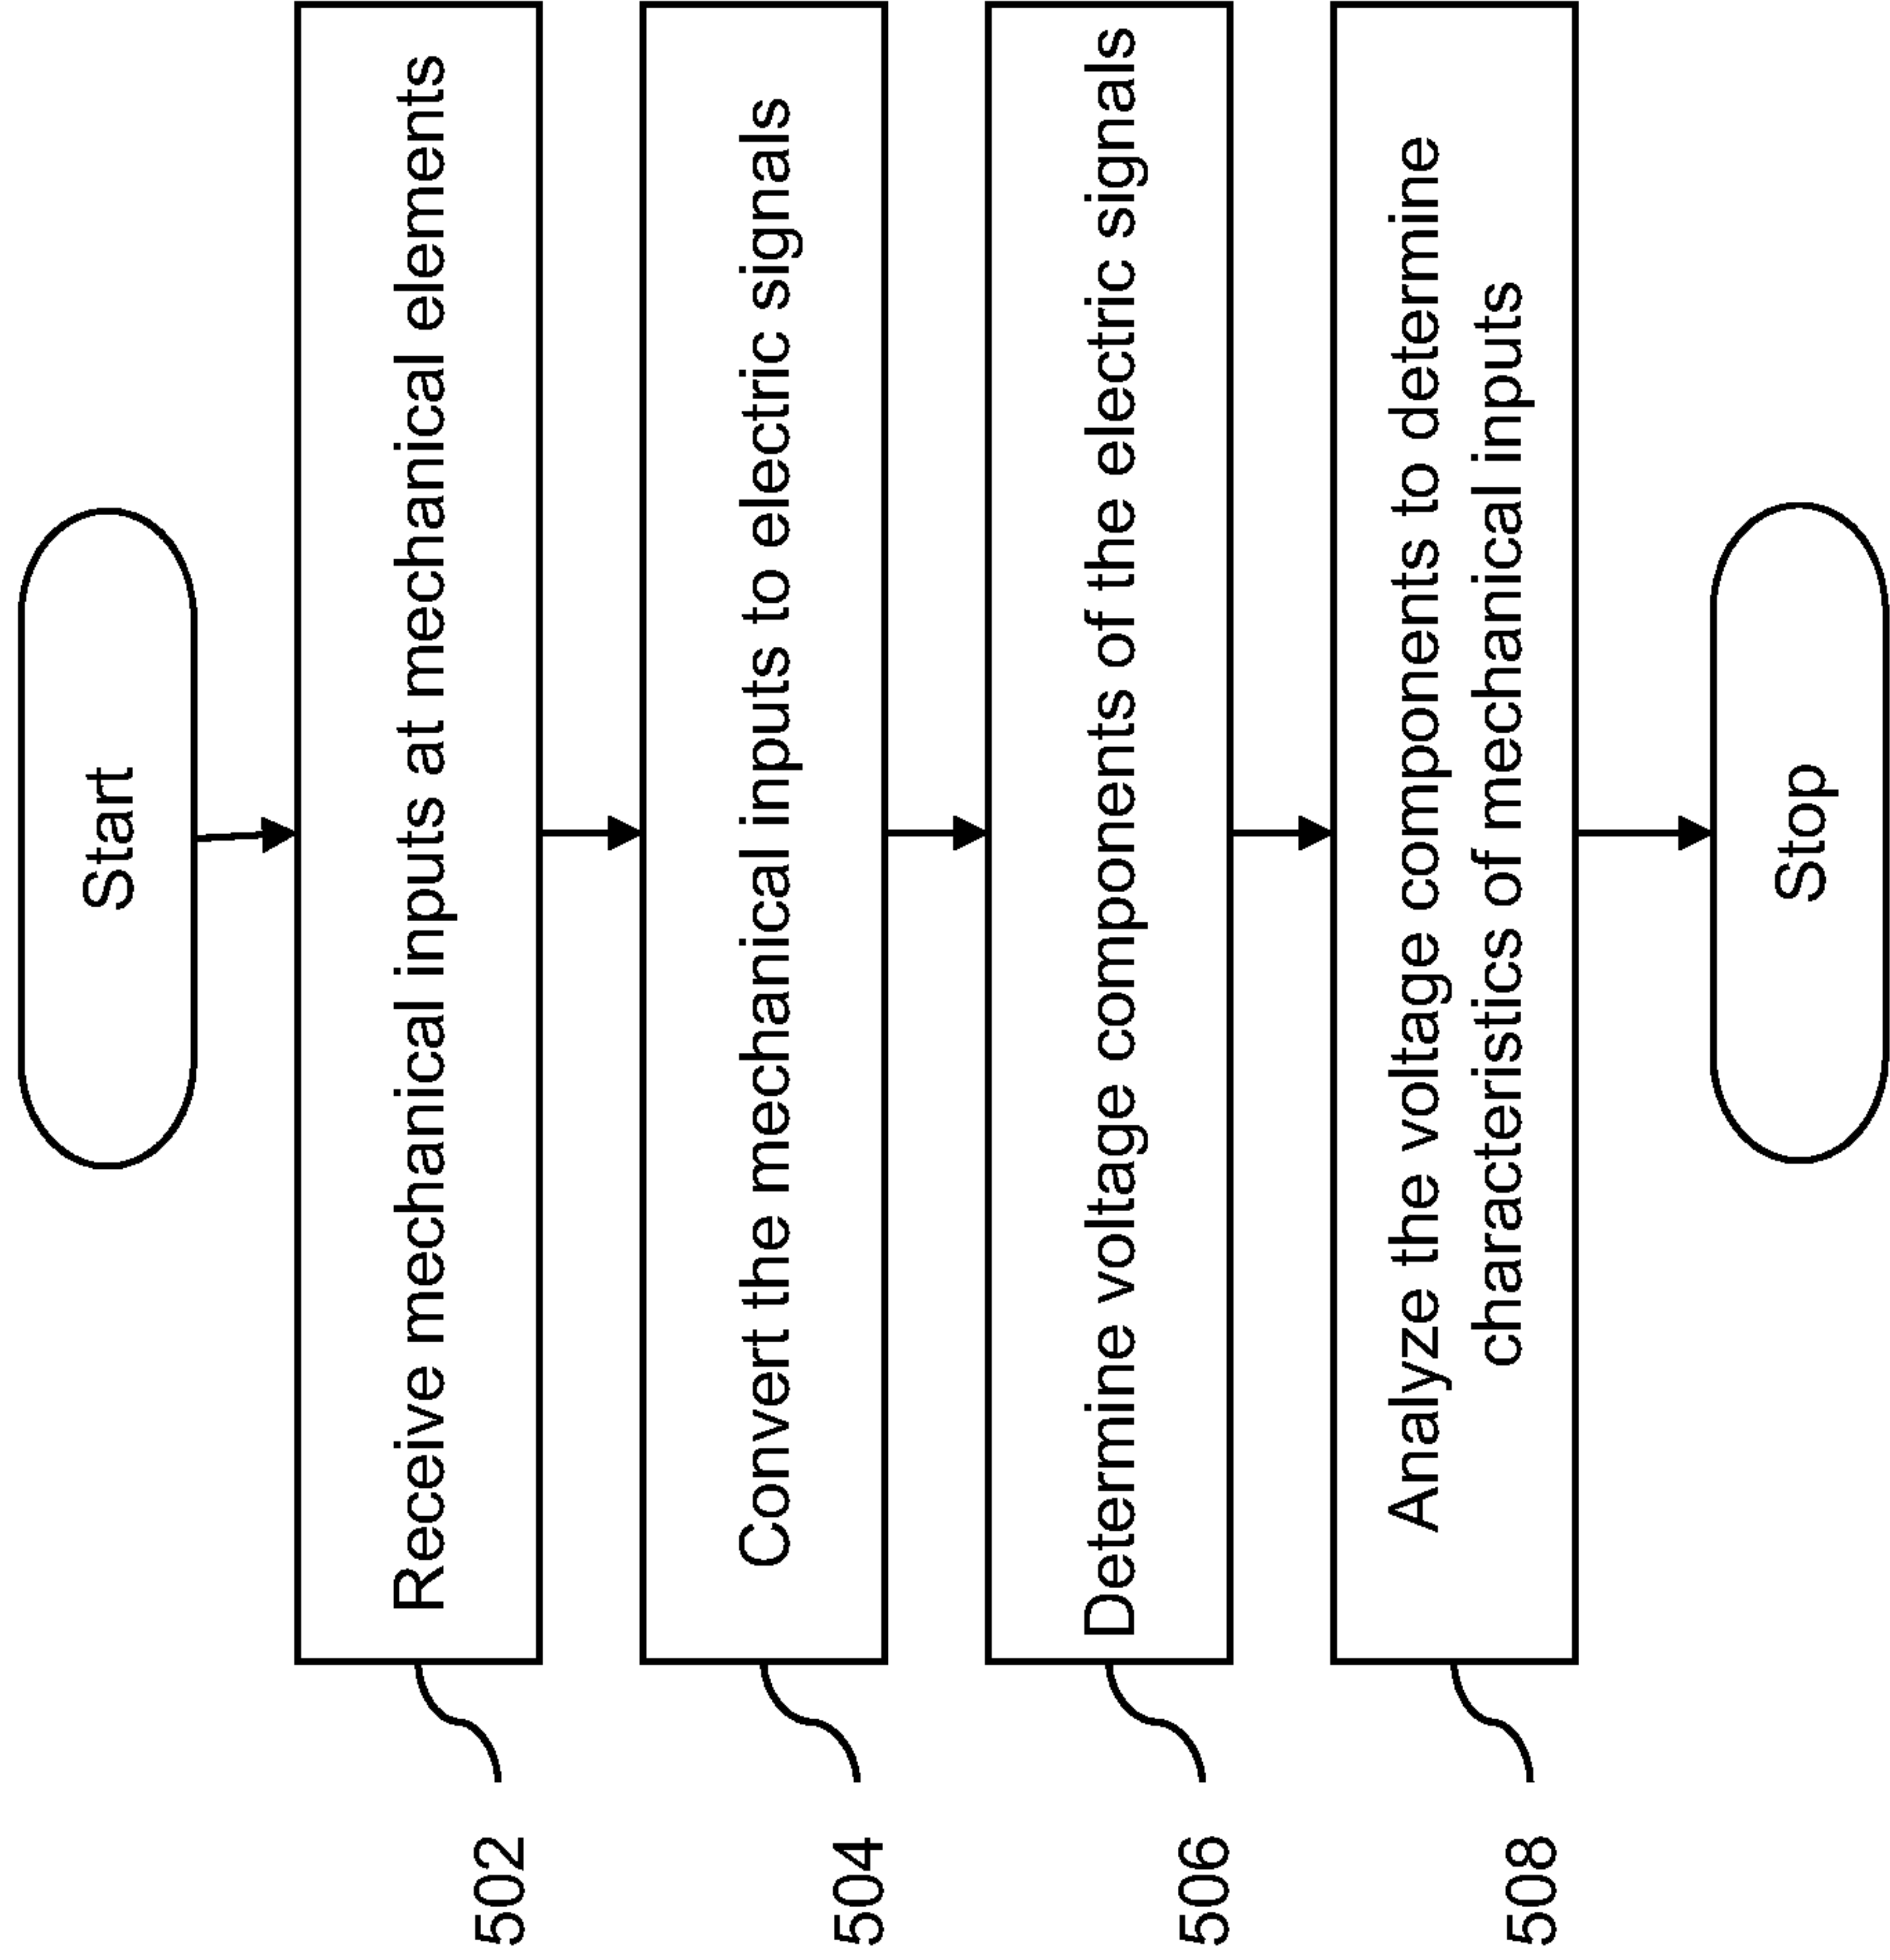 Start
Receive mechanical inputs at mechanical elements
502
Convert the mechanical inputs to electric signals
504
Determine voltage components of the electric signals
506
Analyze the voltage components to determine
characteristics of mechanical inputs
508
Stop